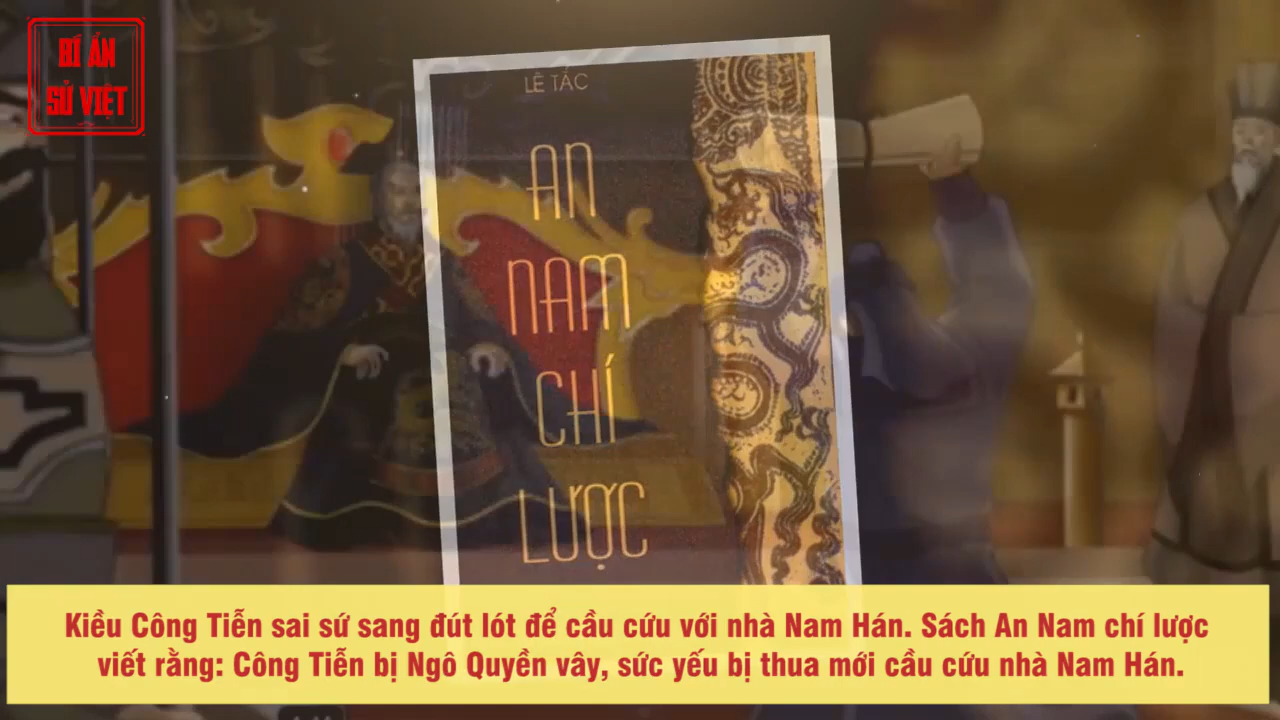 BÍ ẨN
SỬ VIỆT
LÊ TẮC
AN
NAM
CHÍ
LƯỢC
Kiều Công Tiễn sai sứ sang đút lót để cầu cứu với nhà Nam Hán. Sách An Nam chí lược
viết rằng: Công Tiễn bị Ngô Quyền vây, sức yếu bị thua mới cầu cứu nhà Nam Hán.